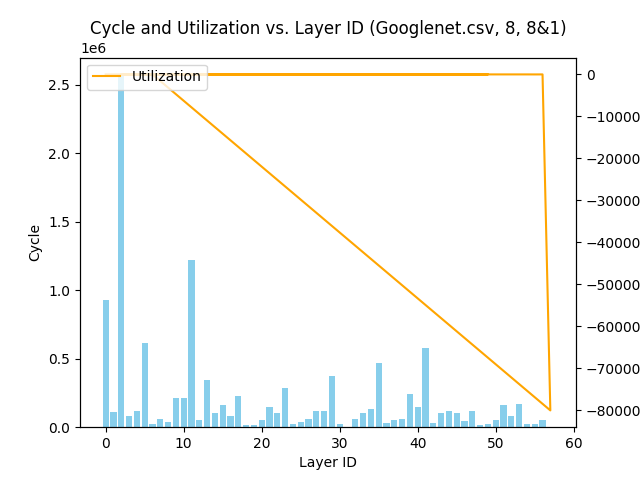 Cycle and Utilization vs. Layer ID (Googlenet.csv, 8, 8&1)
1e6
Utilization
2.5
2.0
1.5
1.0
0.5
0.0
Cycle
0
−10000
−20000
−30000
−40000
−50000
−60000
−70000
−80000
0 10 20 30 40 50 60
Layer ID